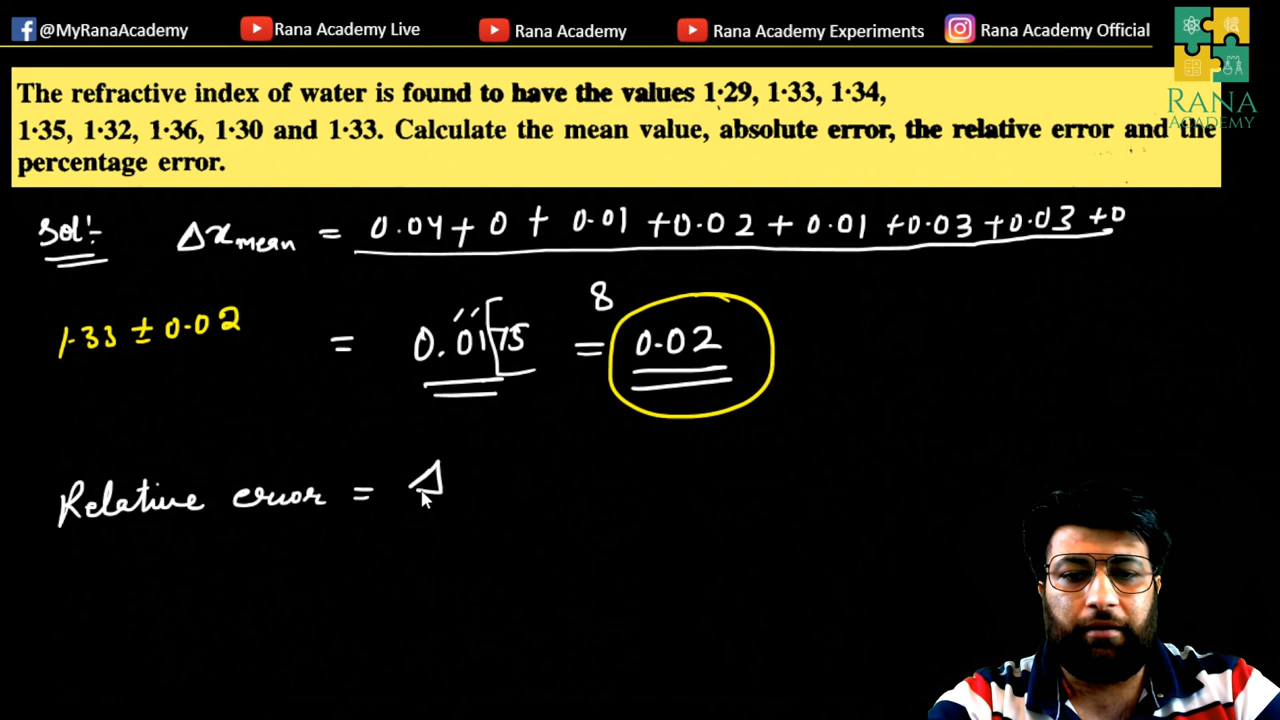 @MyRanaAcademy Rana Academy Live Rana Academy Rana Academy Experiments Rana Academy Official
RANA
ACADEMY
The refractive index of water is found to have the values 1·29, 1·33, 1·34,
1·35, 1·32, 1·36, 1·30 and 1·33. Calculate the mean value, absolute error, the relative error and the
percentage error.
Sol:- Δxmean = 0.04 + 0 + 0.01 + 0.02 + 0.01 + 0.03 + 0.03 + 0
8
1.33 ± 0.02 = 0.0175 = 0.02
Relative error = Δ